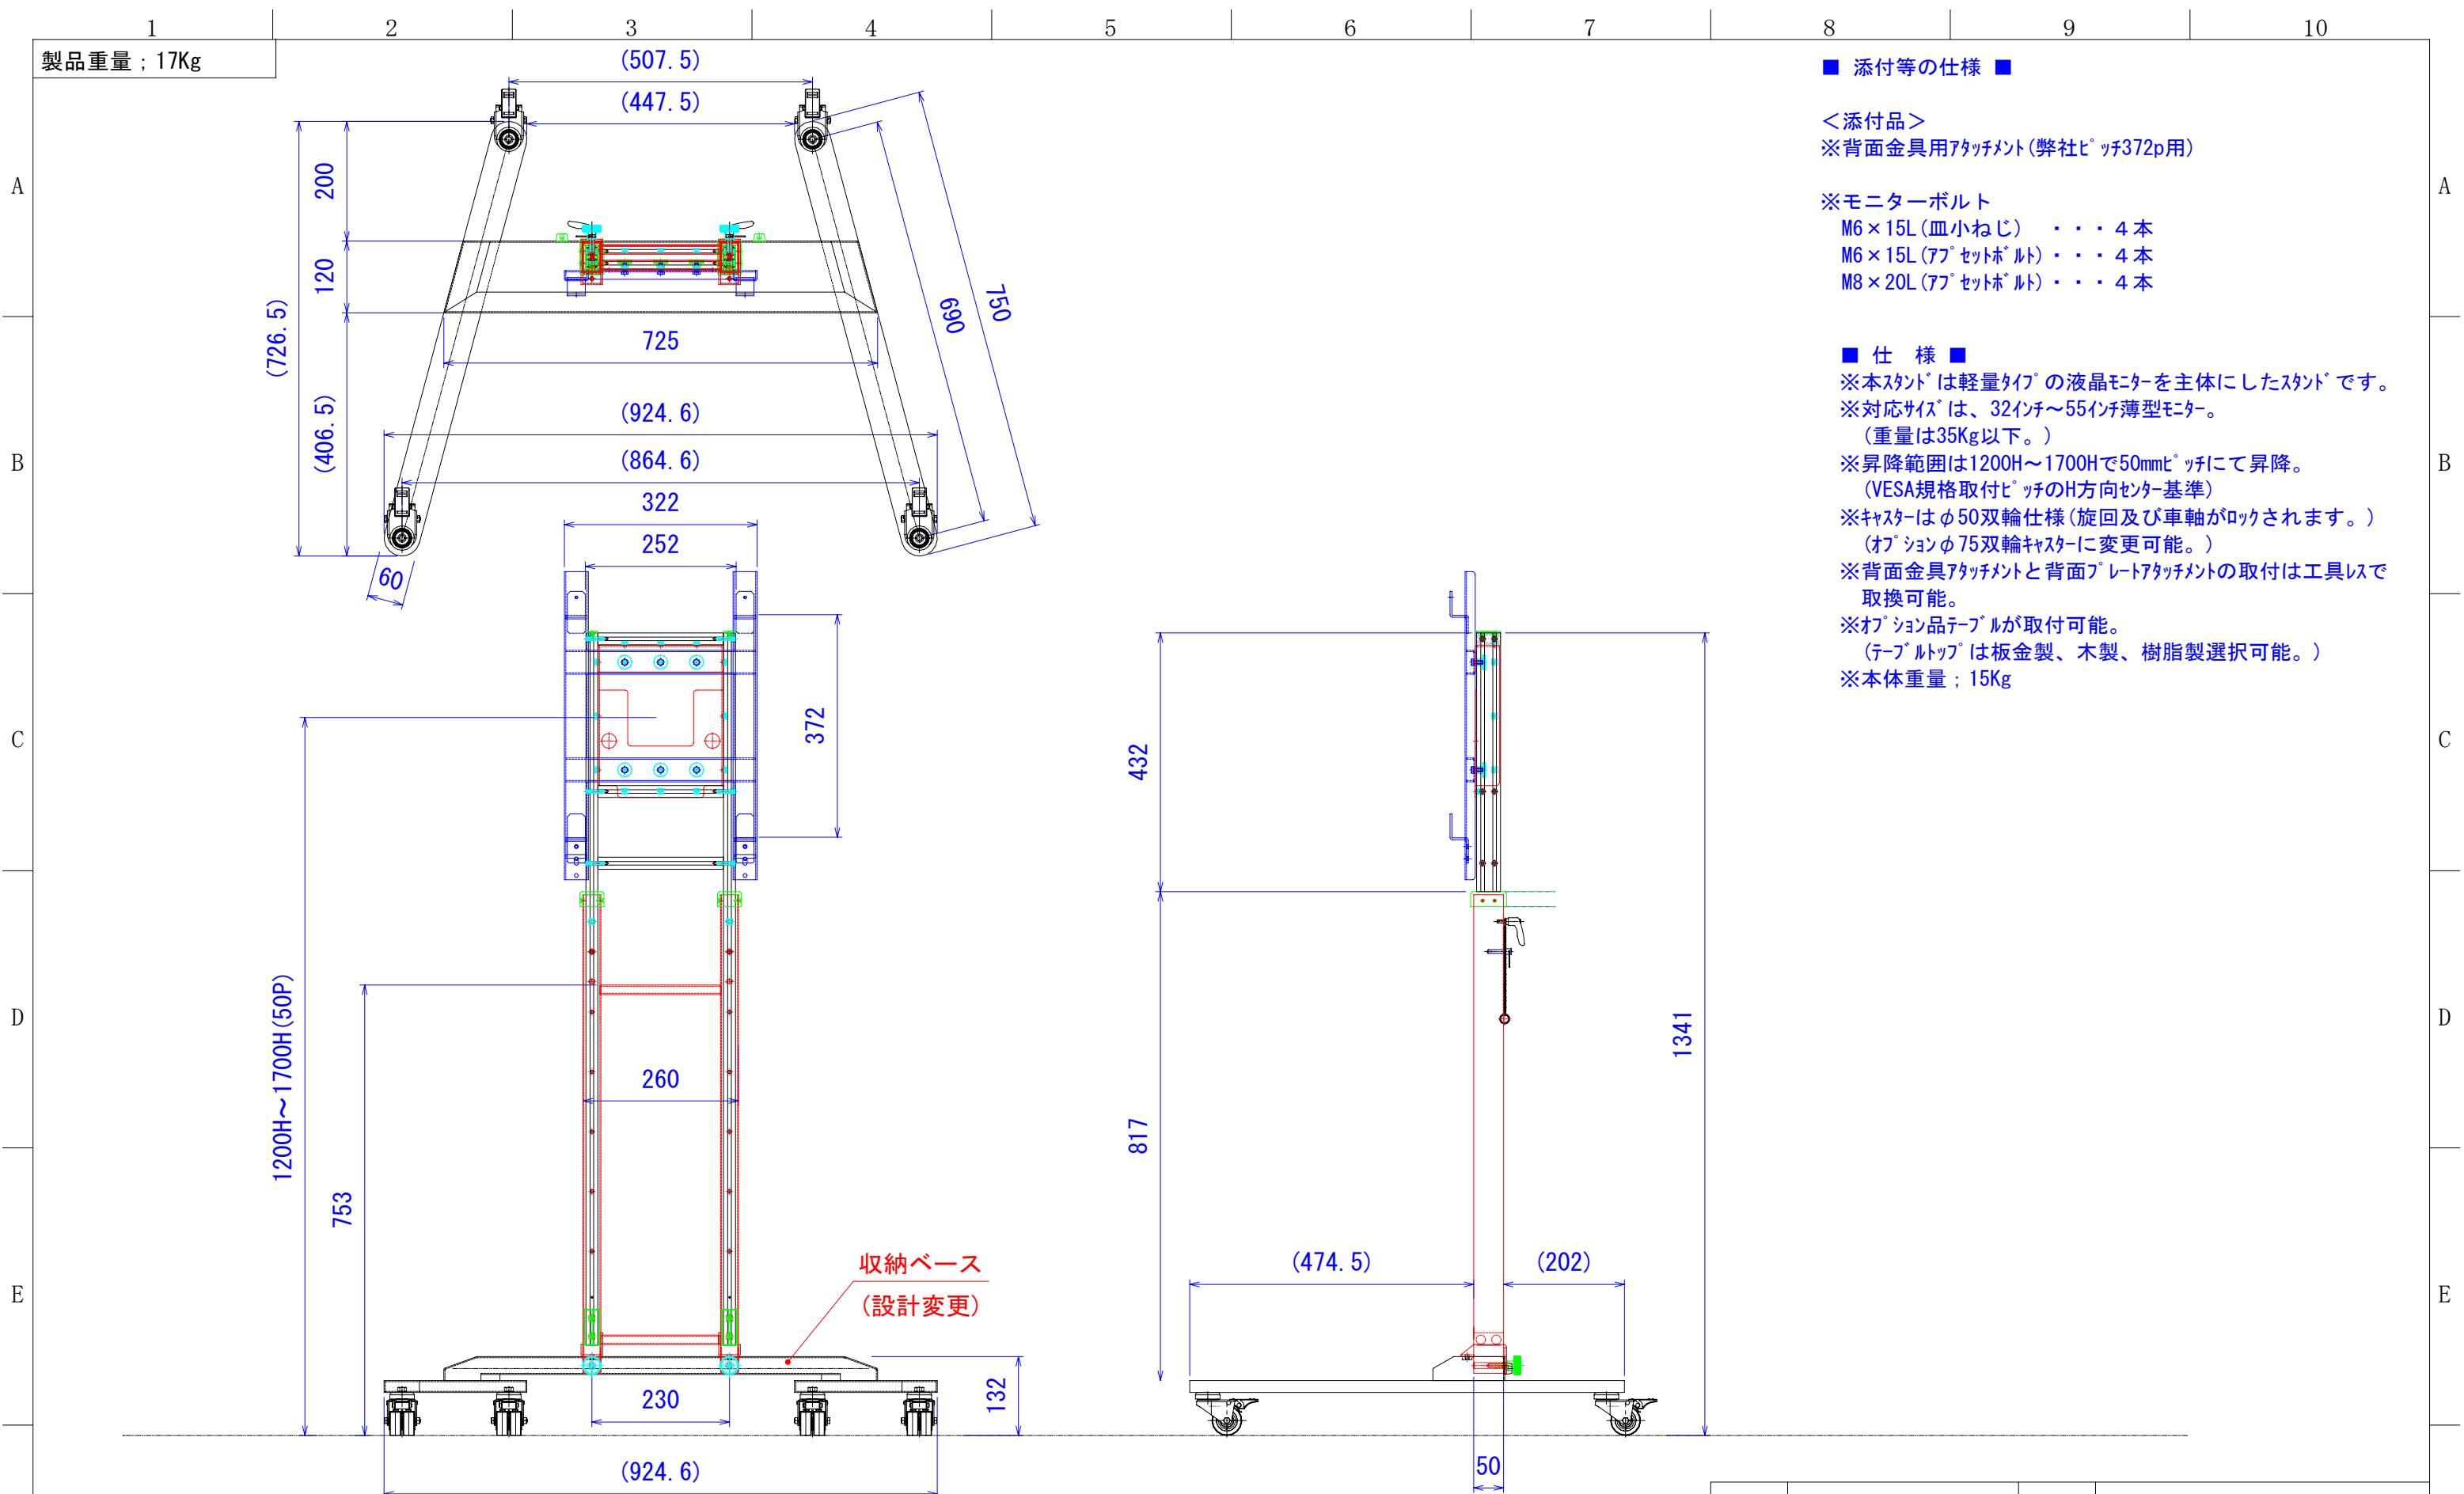 1 2 3 4 5 6 7 8 9 10
製品重量；17Kg
(507.5)
(447.5)
200
120
(726.5)
(406.5)
690
750
725
(924.6)
(864.6)
322
252
60
372
1200H～1700H(50P)
753
260
収納ベース
(設計変更)
230
132
(924.6)
432
817
1341
(474.5)
(202)
50
■ 添付等の仕様 ■
＜添付品＞
※背面金具用ｱﾀｯﾁﾒﾝﾄ(弊社ﾋﾟｯﾁ372p用)
※モニターボルト
M6×15L(皿小ねじ) ・・・４本
M6×15L(ｱﾌﾟｾｯﾄﾎﾞﾙﾄ)・・・４本
M8×20L(ｱﾌﾟｾｯﾄﾎﾞﾙﾄ)・・・４本
■ 仕 様 ■
※本ｽﾀﾝﾄﾞは軽量ﾀｲﾌﾟの液晶ﾓﾆﾀｰを主体にしたｽﾀﾝﾄﾞです。
※対応ｻｲｽﾞは、32ｲﾝﾁ～55ｲﾝﾁ薄型ﾓﾆﾀｰ。
(重量は35Kg以下。)
※昇降範囲は1200H～1700Hで50mmﾋﾟｯﾁにて昇降。
(VESA規格取付ﾋﾟｯﾁのH方向ｾﾝﾀｰ基準)
※ｷｬｽﾀｰはφ50双輪仕様(旋回及び車軸がﾛｯｸされます。)
(ｵﾌﾟｼｮﾝφ75双輪ｷｬｽﾀｰに変更可能。)
※背面金具ｱﾀｯﾁﾒﾝﾄと背面ﾌﾟﾚｰﾄｱﾀｯﾁﾒﾝﾄの取付は工具ﾚｽで
取換可能。
※ｵﾌﾟｼｮﾝ品ﾃｰﾌﾞﾙが取付可能。
(ﾃｰﾌﾞﾙﾄｯﾌﾟは板金製、木製、樹脂製選択可能。)
※本体重量；15Kg
A A
B B
C C
D D
E E